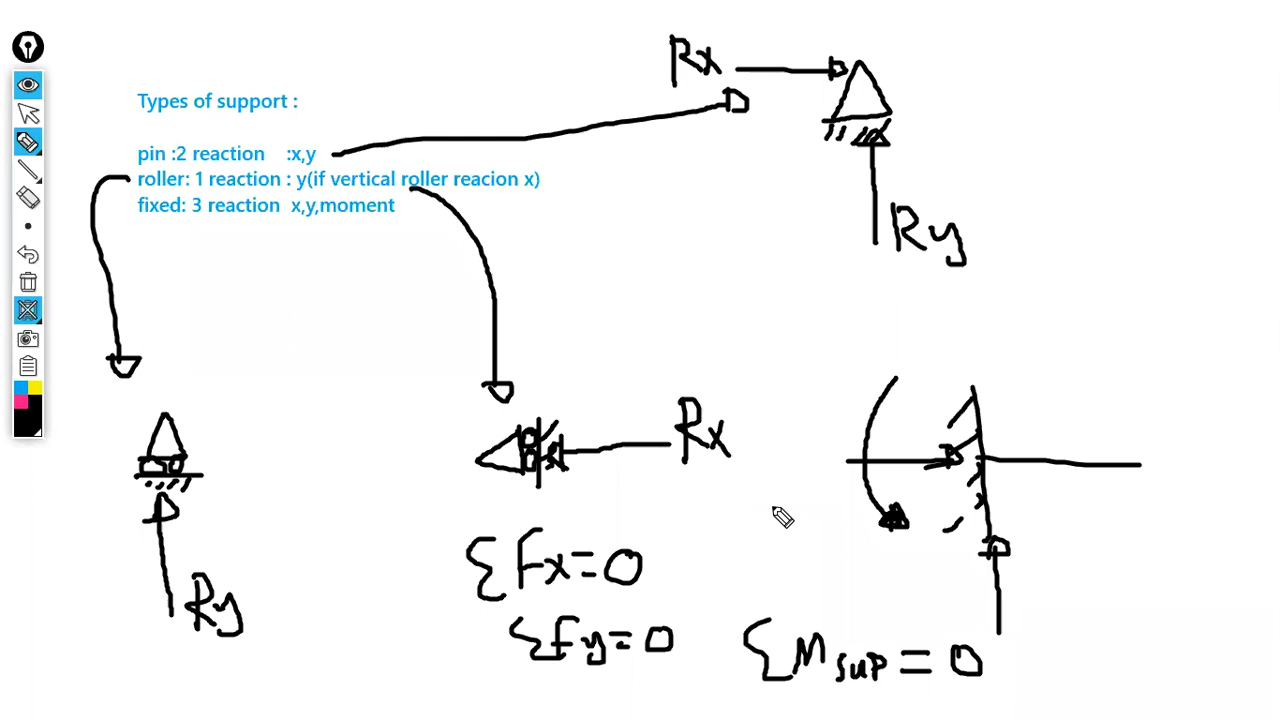 Rx
Types of support :
pin :2 reaction :x,y
roller: 1 reaction : y(if vertical roller reacion x)
fixed: 3 reaction x,y,moment
Ry
Rx
Ry
ΣFx=0
ΣFy=0
ΣMsup=0